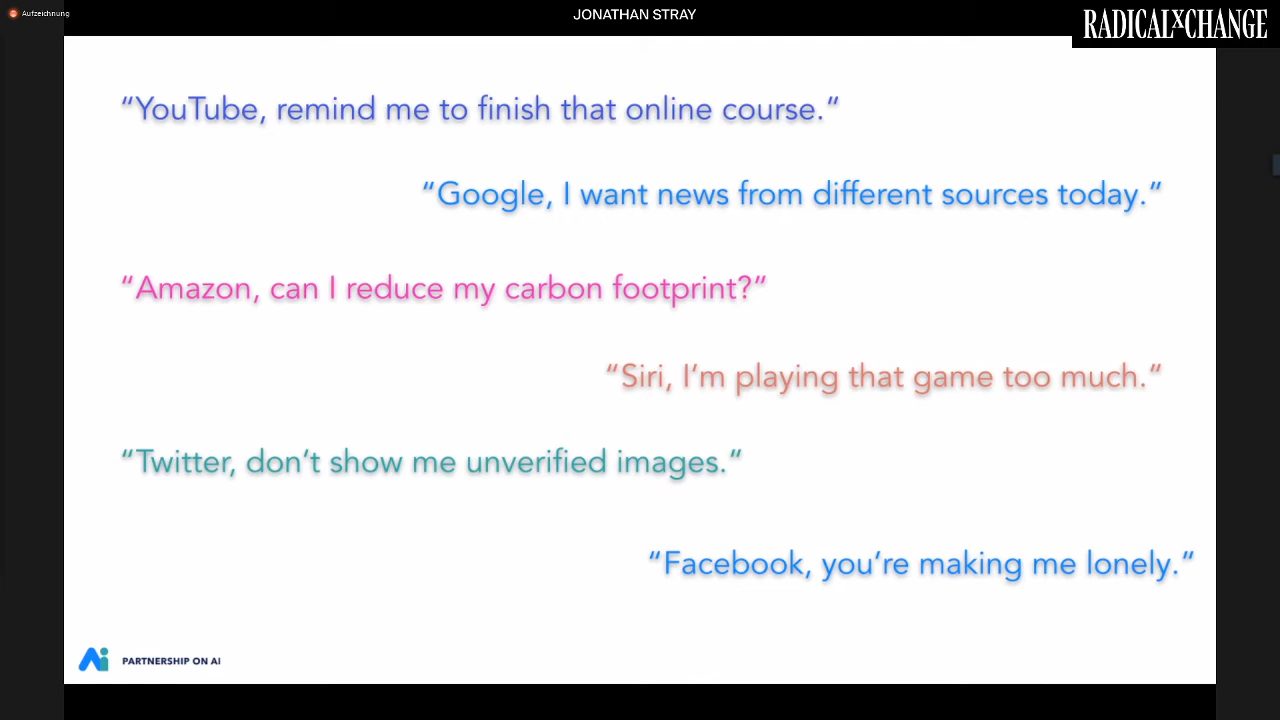 Aufzeichnung
JONATHAN STRAY
RADICALXCHANGE
“YouTube, remind me to finish that online course.“
“Google, I want news from different sources today.”
“Amazon, can I reduce my carbon footprint?“
“Siri, I’m playing that game too much.“
“Twitter, don’t show me unverified images.“
“Facebook, you’re making me lonely.“
Ai PARTNERSHIP ON AI